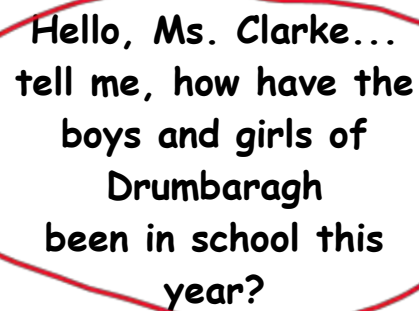 Hello, Ms. Clarke...
tell me, how have the
boys and girls of
Drumbaragh
been in school this
year?